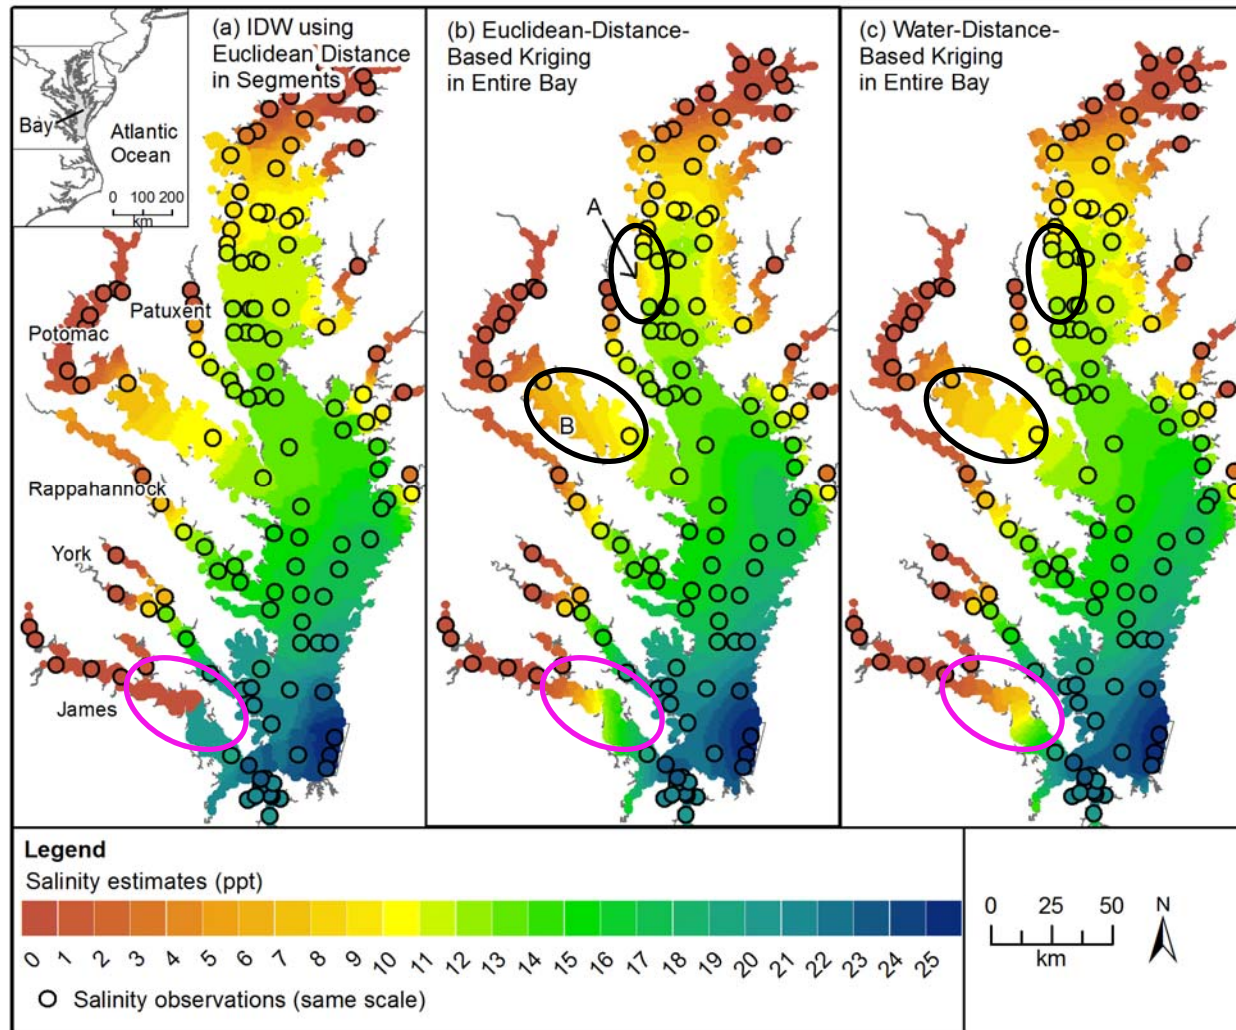 (a) IDW using
Euclidean Distance
in Segments
(b) Euclidean-Distance-
Based Kriging
in Entire Bay
(c) Water-Distance-
Based Kriging
in Entire Bay
Bay
Atlantic
Ocean
0 100 200
km
A
Patuxent
Potomac
B
Rappahannock
York
James
Legend
Salinity estimates (ppt)
0 1 2 3 4 5 6 7 8 9 10 11 12 13 14 15 16 17 18 19 20 21 22 23 24 25
Salinity observations (same scale)
0 25 50
km
N